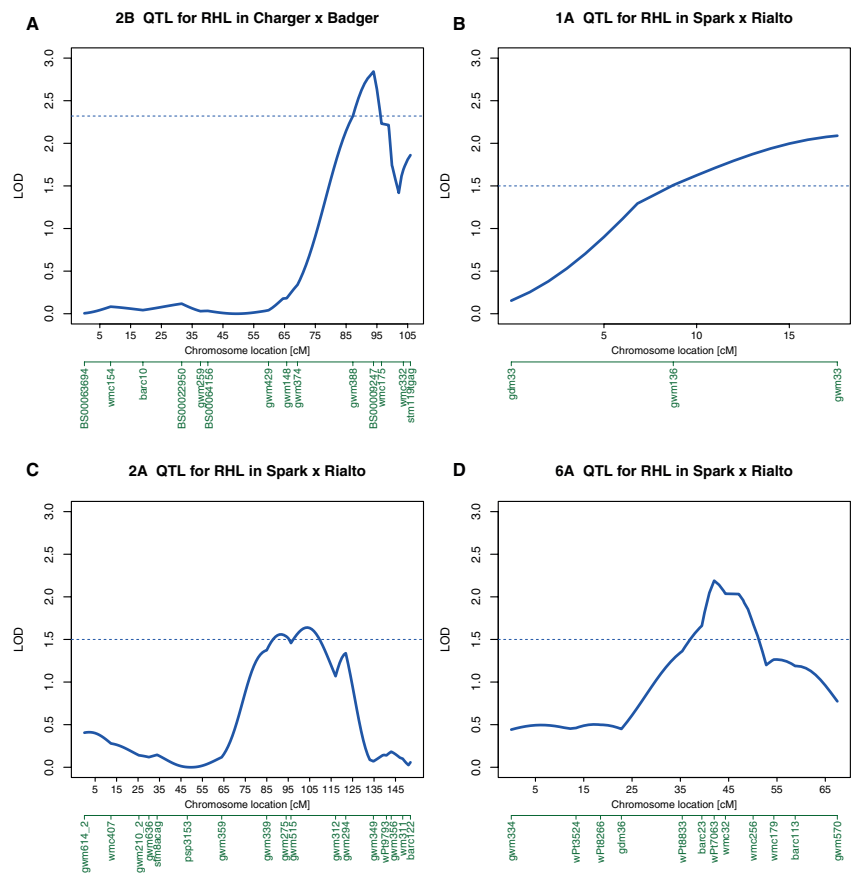 A
2B QTL for RHL in Charger x Badger
LOD
3.0
2.5
2.0
1.5
1.0
0.5
0.0
5 15 25 35 45 55 65 75 85 95 105
Chromosome location [cM]
BS00063694
wmc154
barc10
BS00022950
gwm259
BS00064156
gwm429
gwm148
gwm374
gwm388
BS00009247
wmc175
wmc332
stm119tgag
B
1A QTL for RHL in Spark x Rialto
LOD
3.0
2.5
2.0
1.5
1.0
0.5
0.0
5 10 15
Chromosome location [cM]
gdm33
gwm136
gwm33
C
2A QTL for RHL in Spark x Rialto
LOD
3.0
2.5
2.0
1.5
1.0
0.5
0.0
5 15 25 35 45 55 65 75 85 95 105 115 125 135 145
Chromosome location [cM]
gwm614_2
wmc407
gwm210_2
gwm636
stm8acag
psp3153
gwm359
gwm339
gwm275
gwm515
gwm312
gwm294
gwm349
wPt9793
gwm356
barc122
D
6A QTL for RHL in Spark x Rialto
LOD
3.0
2.5
2.0
1.5
1.0
0.5
0.0
5 15 25 35 45 55 65
Chromosome location [cM]
gwm334
wPt3524
wPt8266
gdm36
wPt8833
barc23
wPt7063
wmc32
wmc256
wmc179
barc113
gwm570